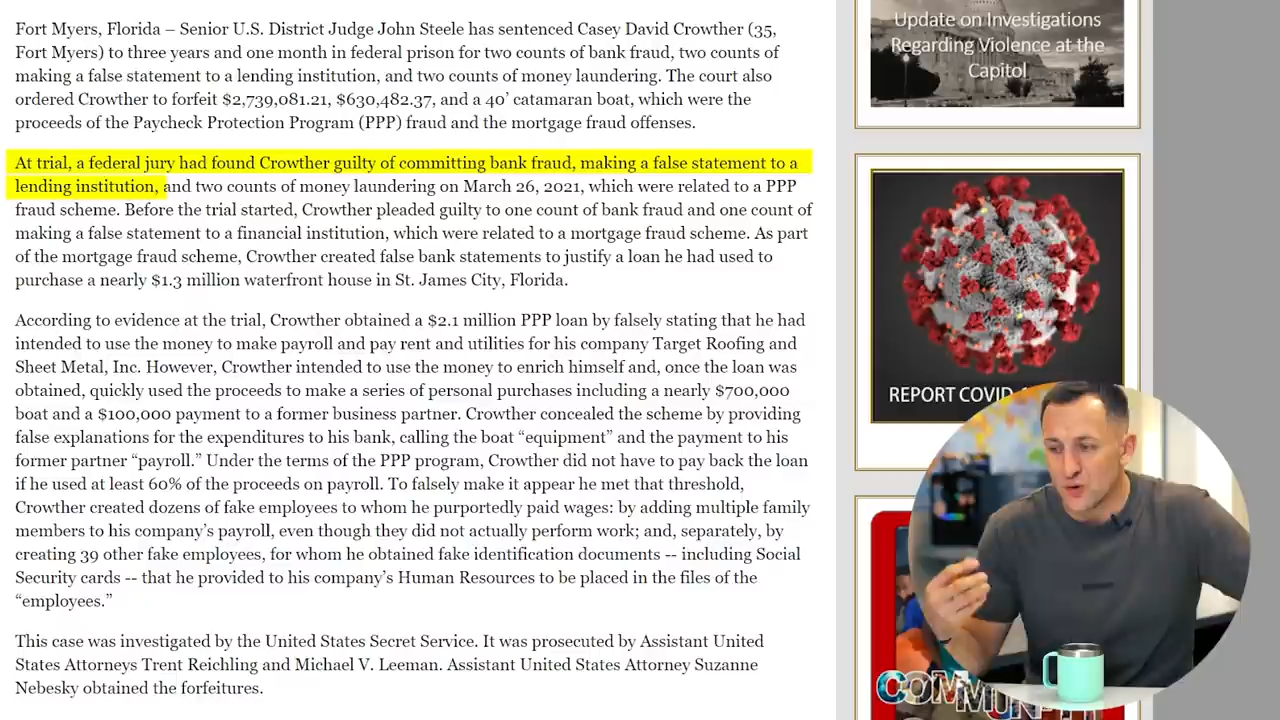 Fort Myers, Florida – Senior U.S. District Judge John Steele has sentenced Casey David Crowther (35,
Fort Myers) to three years and one month in federal prison for two counts of bank fraud, two counts of
making a false statement to a lending institution, and two counts of money laundering. The court also
ordered Crowther to forfeit $2,739,081.21, $630,482.37, and a 40’ catamaran boat, which were the
proceeds of the Paycheck Protection Program (PPP) fraud and the mortgage fraud offenses.
At trial, a federal jury had found Crowther guilty of committing bank fraud, making a false statement to a
lending institution, and two counts of money laundering on March 26, 2021, which were related to a PPP
fraud scheme. Before the trial started, Crowther pleaded guilty to one count of bank fraud and one count of
making a false statement to a financial institution, which were related to a mortgage fraud scheme. As part
of the mortgage fraud scheme, Crowther created false bank statements to justify a loan he had used to
purchase a nearly $1.3 million waterfront house in St. James City, Florida.
According to evidence at the trial, Crowther obtained a $2.1 million PPP loan by falsely stating that he had
intended to use the money to make payroll and pay rent and utilities for his company Target Roofing and
Sheet Metal, Inc. However, Crowther intended to use the money to enrich himself and, once the loan was
obtained, quickly used the proceeds to make a series of personal purchases including a nearly $700,000
boat and a $100,000 payment to a former business partner. Crowther concealed the scheme by providing
false explanations for the expenditures to his bank, calling the boat “equipment” and the payment to his
former partner “payroll.” Under the terms of the PPP program, Crowther did not have to pay back the loan
if he used at least 60% of the proceeds on payroll. To falsely make it appear he met that threshold,
Crowther created dozens of fake employees to whom he purportedly paid wages: by adding multiple family
members to his company’s payroll, even though they did not actually perform work; and, separately, by
creating 39 other fake employees, for whom he obtained fake identification documents -- including Social
Security cards -- that he provided to his company’s Human Resources to be placed in the files of the
“employees.”
This case was investigated by the United States Secret Service. It was prosecuted by Assistant United
States Attorneys Trent Reichling and Michael V. Leeman. Assistant United States Attorney Suzanne
Nebesky obtained the forfeitures.
Update on Investigations
Regarding Violence at the
Capitol
REPORT COVID